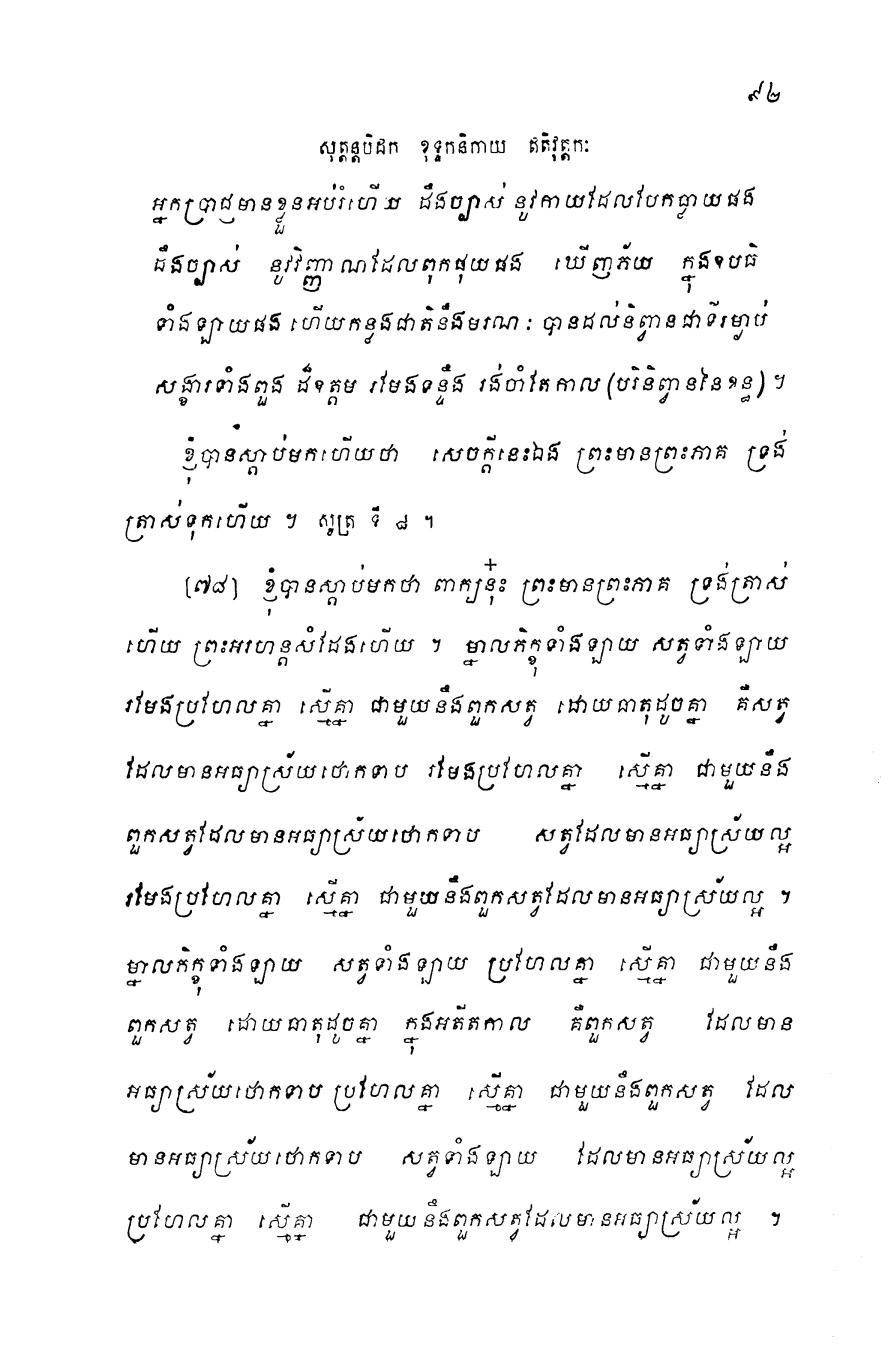 ៩២
សុត្តន្តបិដក ខុទ្ទកនិកាយ ឥតិវុត្តកៈ
អ្នកប្រាជ្ញមានខ្លួនអប់រំហើយ ដឹងច្បាស់ នូវកាយដែលបែកធ្លាយផង
ដឹងច្បាស់ នូវវិញ្ញាណដែលពុកផុយផង ឃើញភ័យ ក្នុងឧបធិ
ទាំងឡាយផង ហើយកន្លងជាតិនឹងមរណៈ បានដល់និព្វានជាទីរម្ងាប់
សង្ខារទាំងពួង ដ៏ឧត្តម រមែងទន្ទឹង រង់ចាំតែកាល (បរិនិព្វាននៃខន្ធ) ។
ខ្ញុំបានស្តាប់មកហើយថា សេចក្តីនេះឯង ព្រះមានព្រះភាគ ទ្រង់
ត្រាស់ទុកហើយ ។ សូត្រ ទី ៨ ។
[៧៨] ខ្ញុំបានស្តាប់មកថា ពាក្យនុ៎ះ ព្រះមានព្រះភាគ ទ្រង់ត្រាស់
ហើយ ព្រះអរហន្តសំដែងហើយ ។ ម្នាលភិក្ខុទាំងឡាយ សត្វទាំងឡាយ
រមែងប្រហែលគ្នា ស្មើគ្នា ជាមួយនឹងពួកសត្វ ដោយធាតុដូចគ្នា គឺសត្វ
ដែលមានអធ្យាស្រ័យថោកទាប រមែងប្រហែលគ្នា ស្មើគ្នា ជាមួយនឹង
ពួកសត្វដែលមានអធ្យាស្រ័យថោកទាប សត្វដែលមានអធ្យាស្រ័យល្អ
រមែងប្រហែលគ្នា ស្មើគ្នា ជាមួយនឹងពួកសត្វដែលមានអធ្យាស្រ័យល្អ ។
ម្នាលភិក្ខុទាំងឡាយ សត្វទាំងឡាយ ប្រហែលគ្នា ស្មើគ្នា ជាមួយនឹង
ពួកសត្វ ដោយធាតុដូចគ្នា ក្នុងអតីតកាល គឺពួកសត្វ ដែលមាន
អធ្យាស្រ័យថោកទាប ប្រហែលគ្នា ស្មើគ្នា ជាមួយនឹងពួកសត្វ ដែល
មានអធ្យាស្រ័យថោកទាប សត្វទាំងឡាយ ដែលមានអធ្យាស្រ័យល្អ
ប្រហែលគ្នា ស្មើគ្នា ជាមួយនឹងពួកសត្វដែលមានអធ្យាស្រ័យល្អ ។